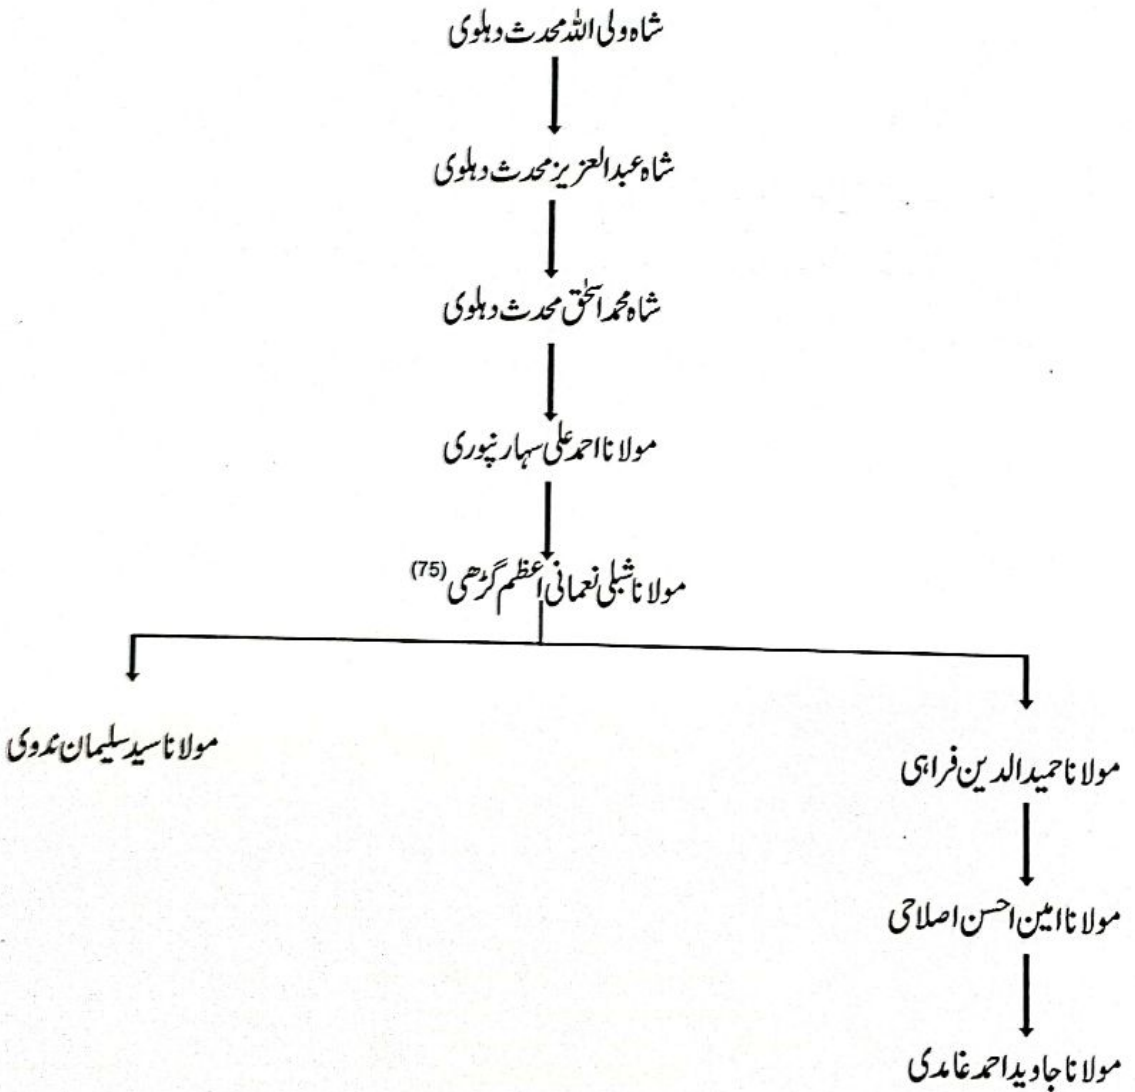 شاہ ولی اللہ محدث دہلوی
شاہ عبدالعزیز محدث دہلوی
شاہ محمد اسحٰق محدث دہلوی
مولانا احمد علی سہارنپوری
مولانا شبلی نعمانی اعظم گڑھی (75)
مولانا حمیدالدین فراہی
مولانا سید سلیمان ندوی
مولانا امین احسن اصلاحی
مولانا جاوید احمد غامدی